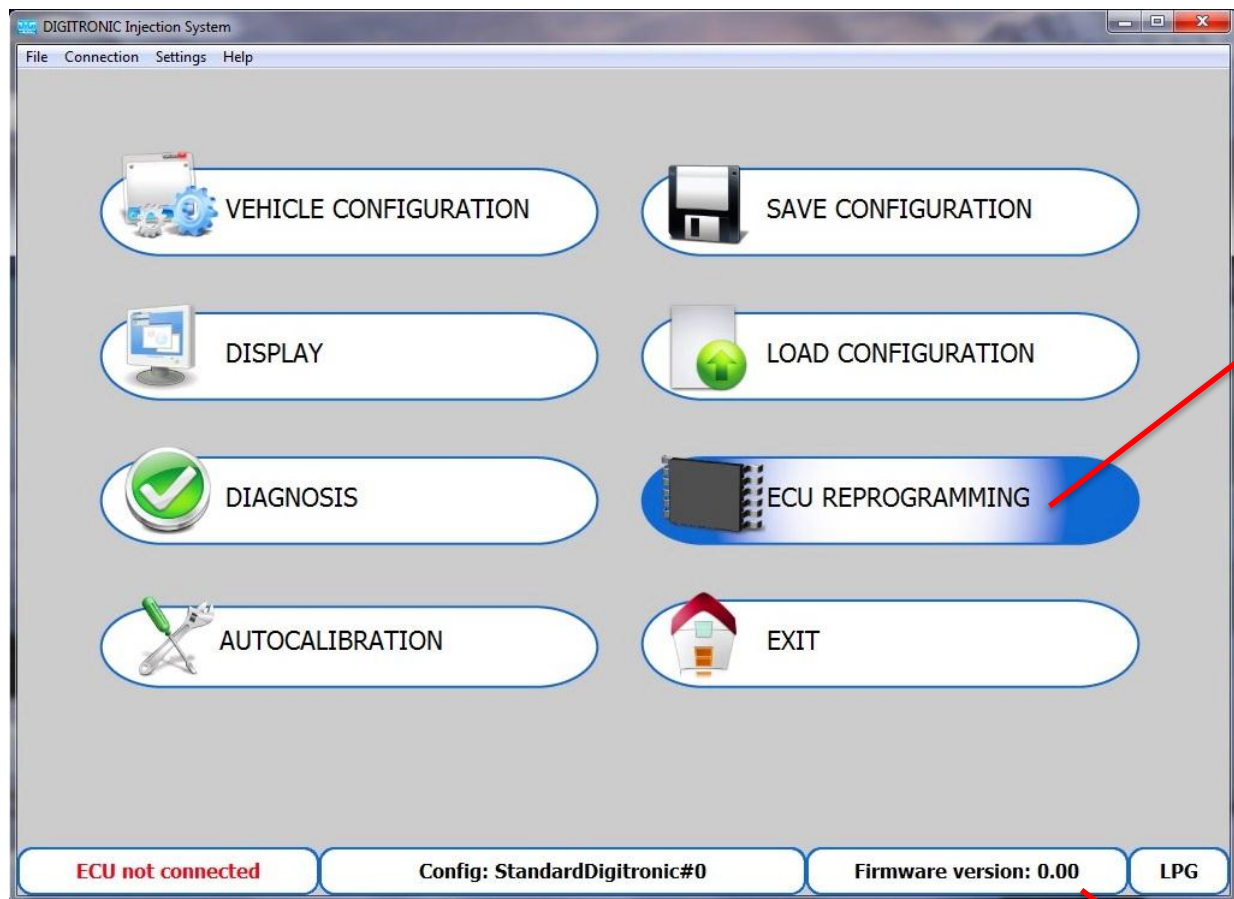 DIGITRONIC Injection System
File Connection Settings Help
VEHICLE CONFIGURATION
SAVE CONFIGURATION
DISPLAY
LOAD CONFIGURATION
DIAGNOSIS
ECU REPROGRAMMING
AUTOCALIBRATION
EXIT
ECU not connected
Config: StandardDigitronic#0
Firmware version: 0.00
LPG